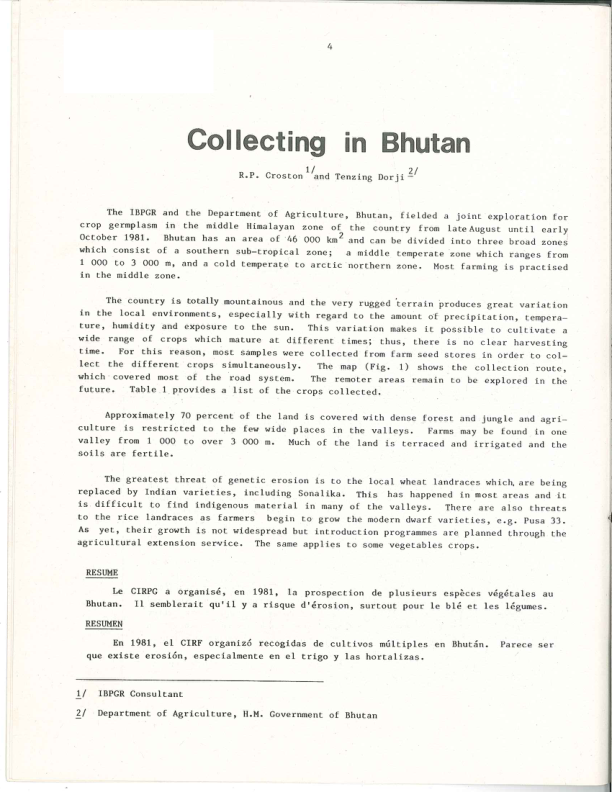 4
Collecting in Bhutan
R.P. Croston 1/ and Tenzing Dorji 2/
The IBPGR and the Department of Agriculture, Bhutan, fielded a joint exploration for
crop germplasm in the middle Himalayan zone of the country from late August until early
October 1981. Bhutan has an area of 46 000 km2 and can be divided into three broad zones
which consist of a southern sub-tropical zone; a middle temperate zone which ranges from
1 000 to 3 000 m, and a cold temperate to arctic northern zone. Most farming is practised
in the middle zone.
The country is totally mountainous and the very rugged terrain produces great variation
in the local environments, especially with regard to the amount of precipitation, tempera-
ture, humidity and exposure to the sun. This variation makes it possible to cultivate a
wide range of crops which mature at different times; thus, there is no clear harvesting
time. For this reason, most samples were collected from farm seed stores in order to col-
lect the different crops simultaneously. The map (Fig. 1) shows the collection route,
which covered most of the road system. The remoter areas remain to be explored in the
future. Table 1 provides a list of the crops collected.
Approximately 70 percent of the land is covered with dense forest and jungle and agri-
culture is restricted to the few wide places in the valleys. Farms may be found in one
valley from 1 000 to over 3 000 m. Much of the land is terraced and irrigated and the
soils are fertile.
The greatest threat of genetic erosion is to the local wheat landraces which, are being
replaced by Indian varieties, including Sonalika. This has happened in most areas and it
is difficult to find indigenous material in many of the valleys. There are also threats
to the rice landraces as farmers begin to grow the modern dwarf varieties, e.g. Pusa 33.
As yet, their growth is not widespread but introduction programmes are planned through the
agricultural extension service. The same applies to some vegetables crops.
RESUME
Le CIRPG a organisé, en 1981, la prospection de plusieurs espèces végétales au
Bhutan. Il semblerait qu'il y a risque d'érosion, surtout pour le blé et les légumes.
RESUMEN
En 1981, el CIRF organizó recogidas de cultivos múltiples en Bhután. Parece ser
que existe erosión, especialmente en el trigo y las hortalizas.
1/ IBPGR Consultant
2/ Department of Agriculture, H.M. Government of Bhutan